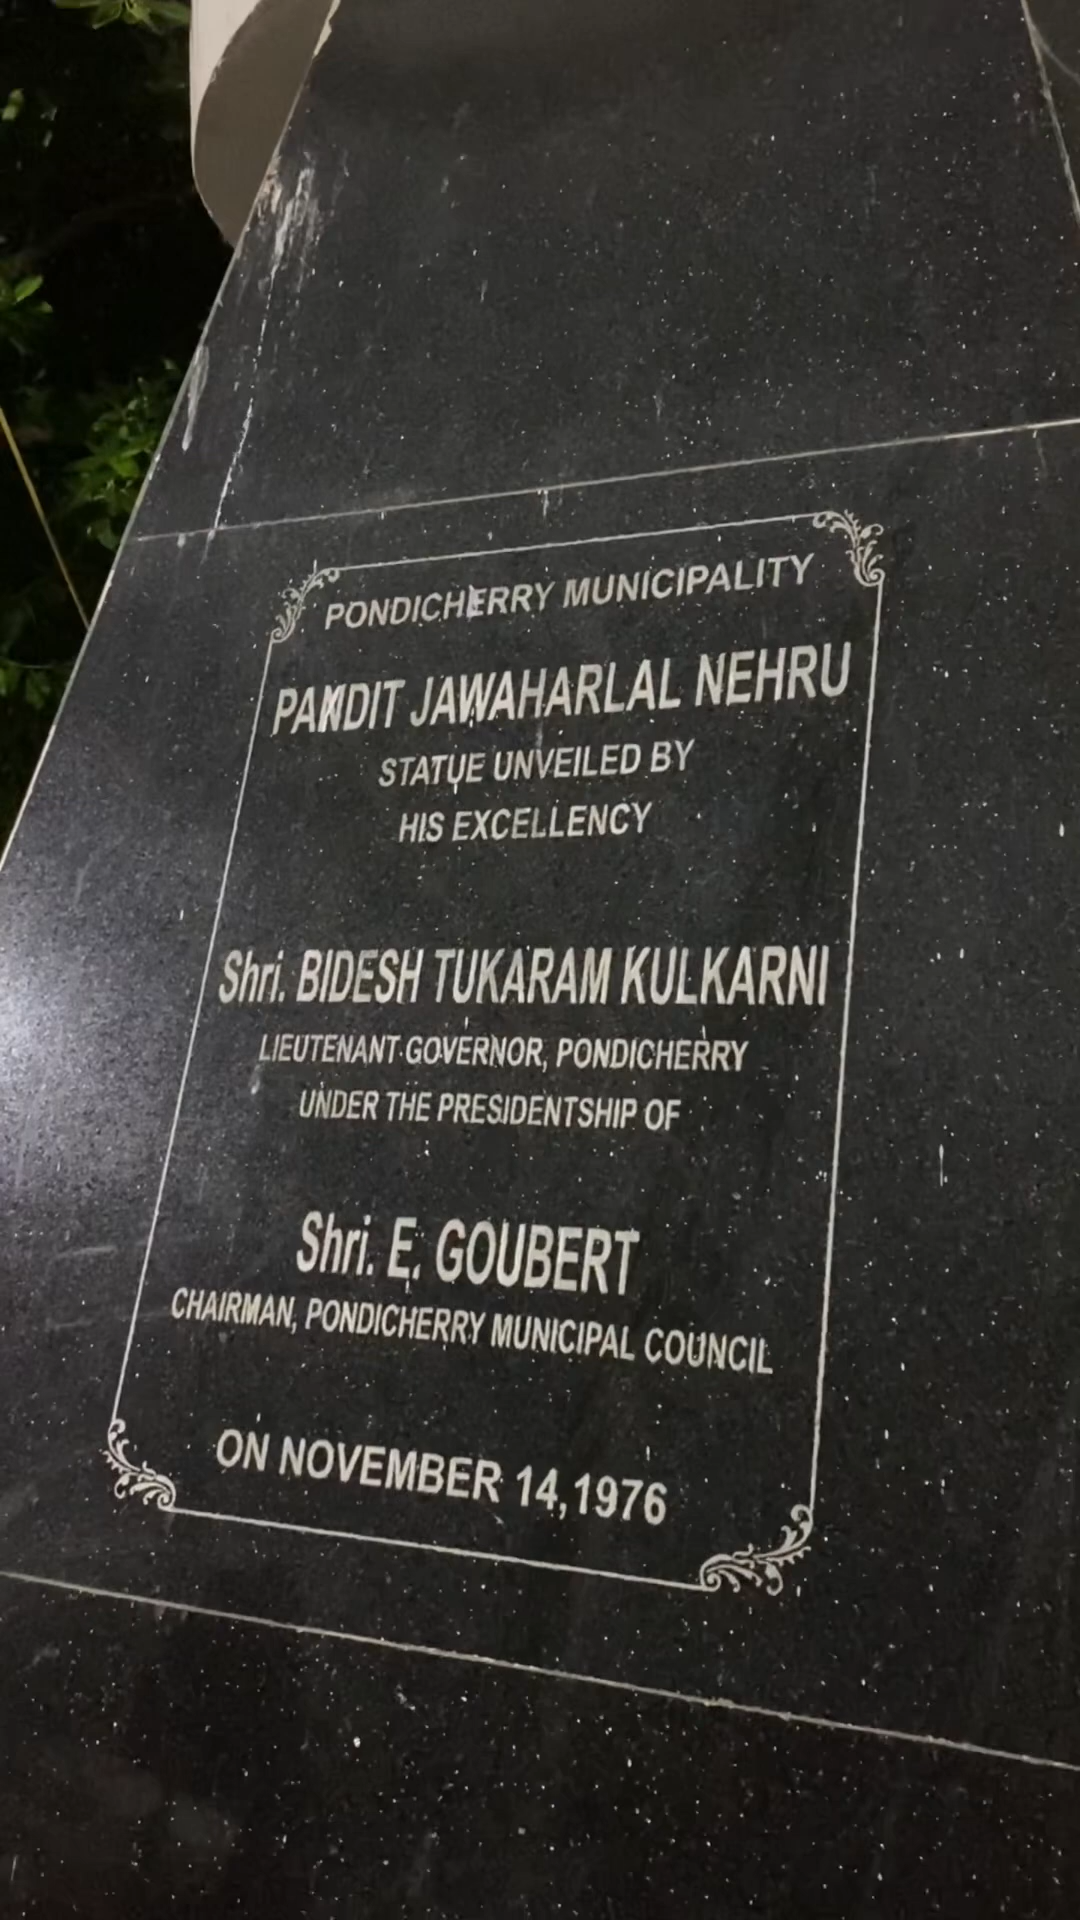 PONDICHERRY MUNICIPALITY
PANDIT JAWAHARLAL NEHRU
STATUE UNVEILED BY
HIS EXCELLENCY
Shri. BIDESH TUKARAM KULKARNI
LIEUTENANT GOVERNOR, PONDICHERRY
UNDER THE PRESIDENTSHIP OF
Shri. E. GOUBERT
CHAIRMAN, PONDICHERRY MUNICIPAL COUNCIL
ON NOVEMBER 14,1976